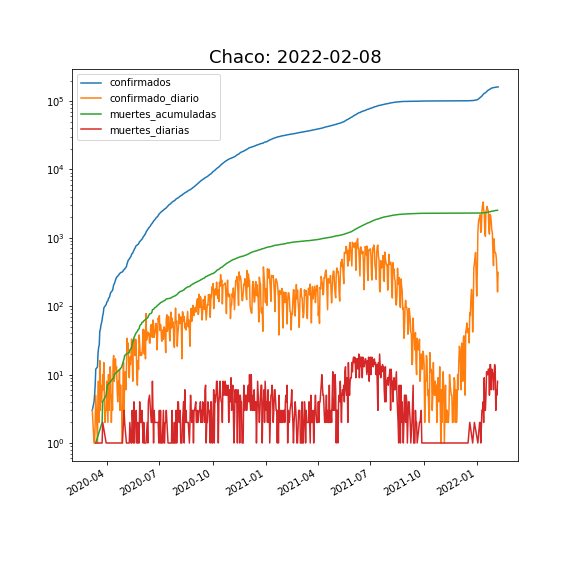 Chaco: 2022-02-08
confirmados
confirmado_diario
muertes_acumuladas
muertes_diarias
10^5
10^4
10^3
10^2
10^1
10^0
2020-04
2020-07
2020-10
2021-01
2021-04
2021-07
2021-10
2022-01